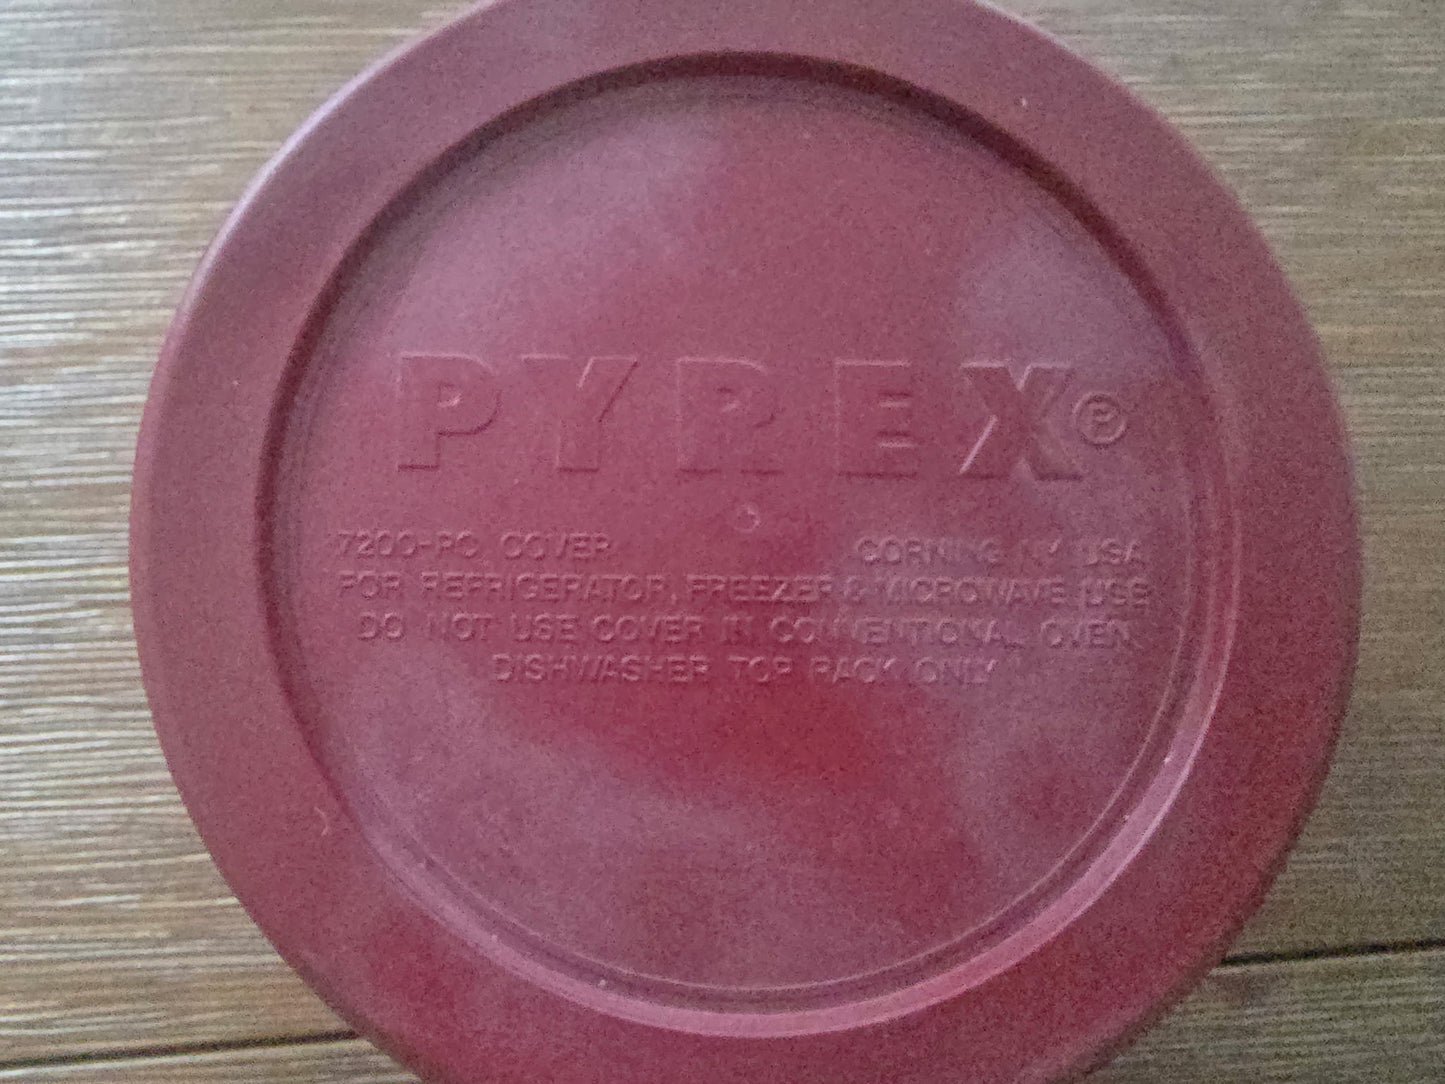 PYREX®
7200-PC COVER CORNING NY USA
FOR REFRIGERATOR, FREEZER & MICROWAVE USE
DO NOT USE COVER IN CONVENTIONAL OVEN
DISHWASHER TOP RACK ONLY